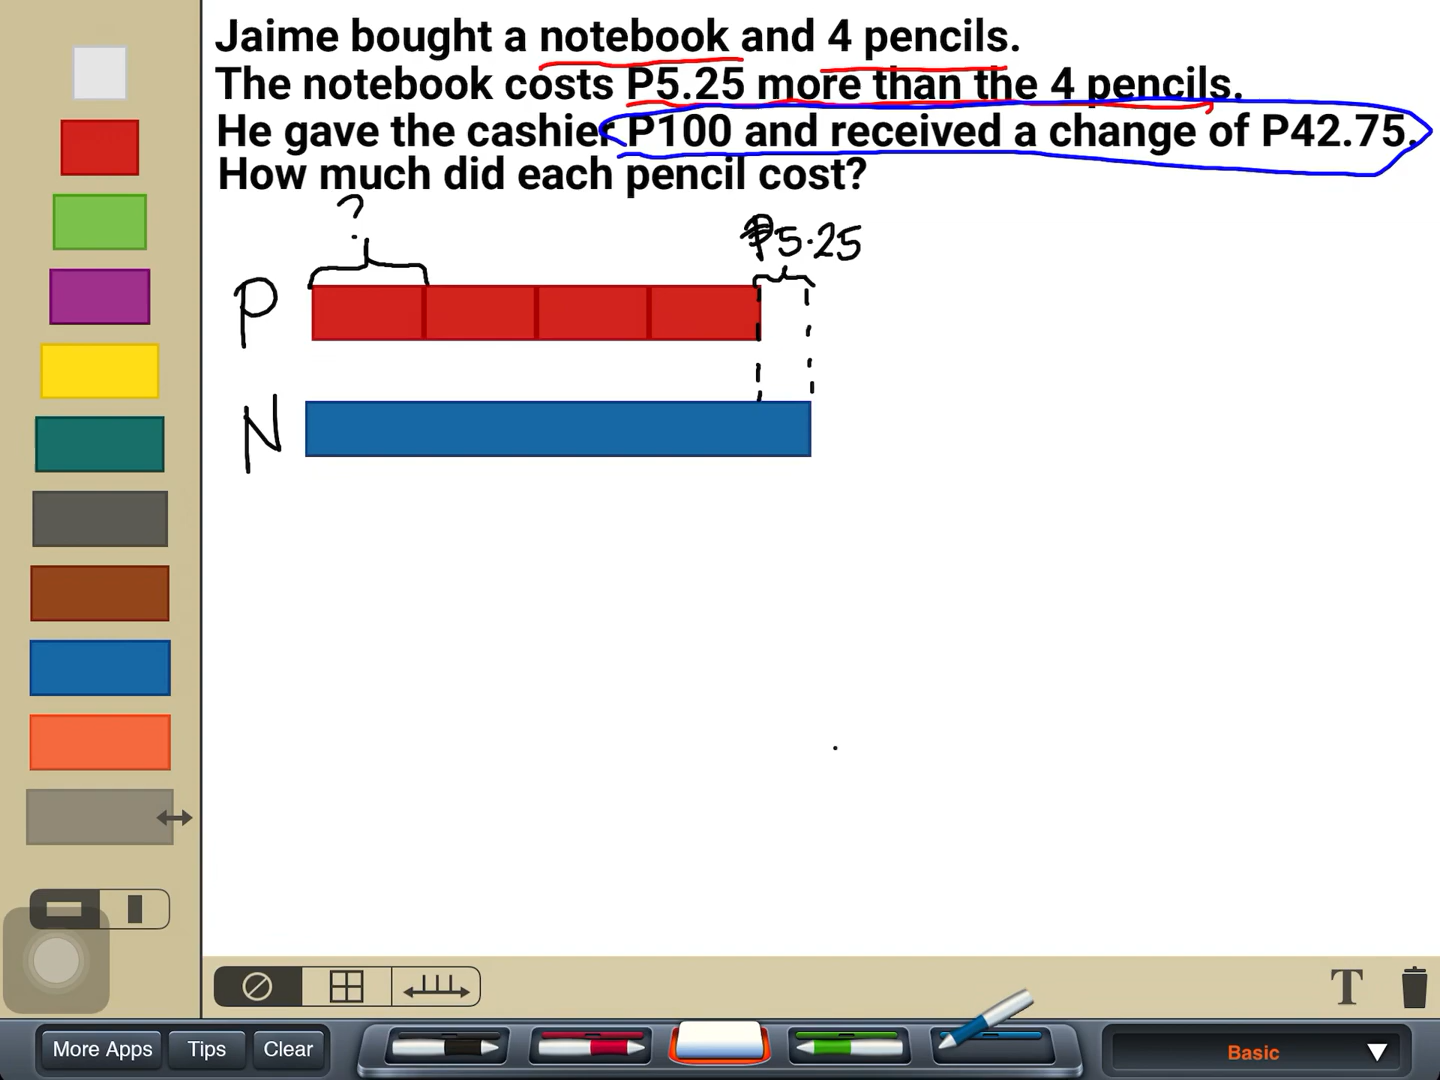 Jaime bought a notebook and 4 pencils.
The notebook costs P5.25 more than the 4 pencils.
He gave the cashier P100 and received a change of P42.75.
How much did each pencil cost?
?
₱5.25
P
N
T
More Apps
Tips
Clear
Basic